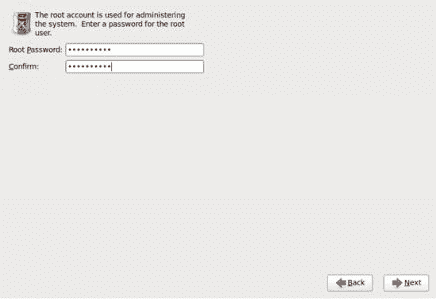 The root account is used for administering
the system. Enter a password for the root
user.
Root Password: ••••••••••
Confirm: ••••••••••
Back Next